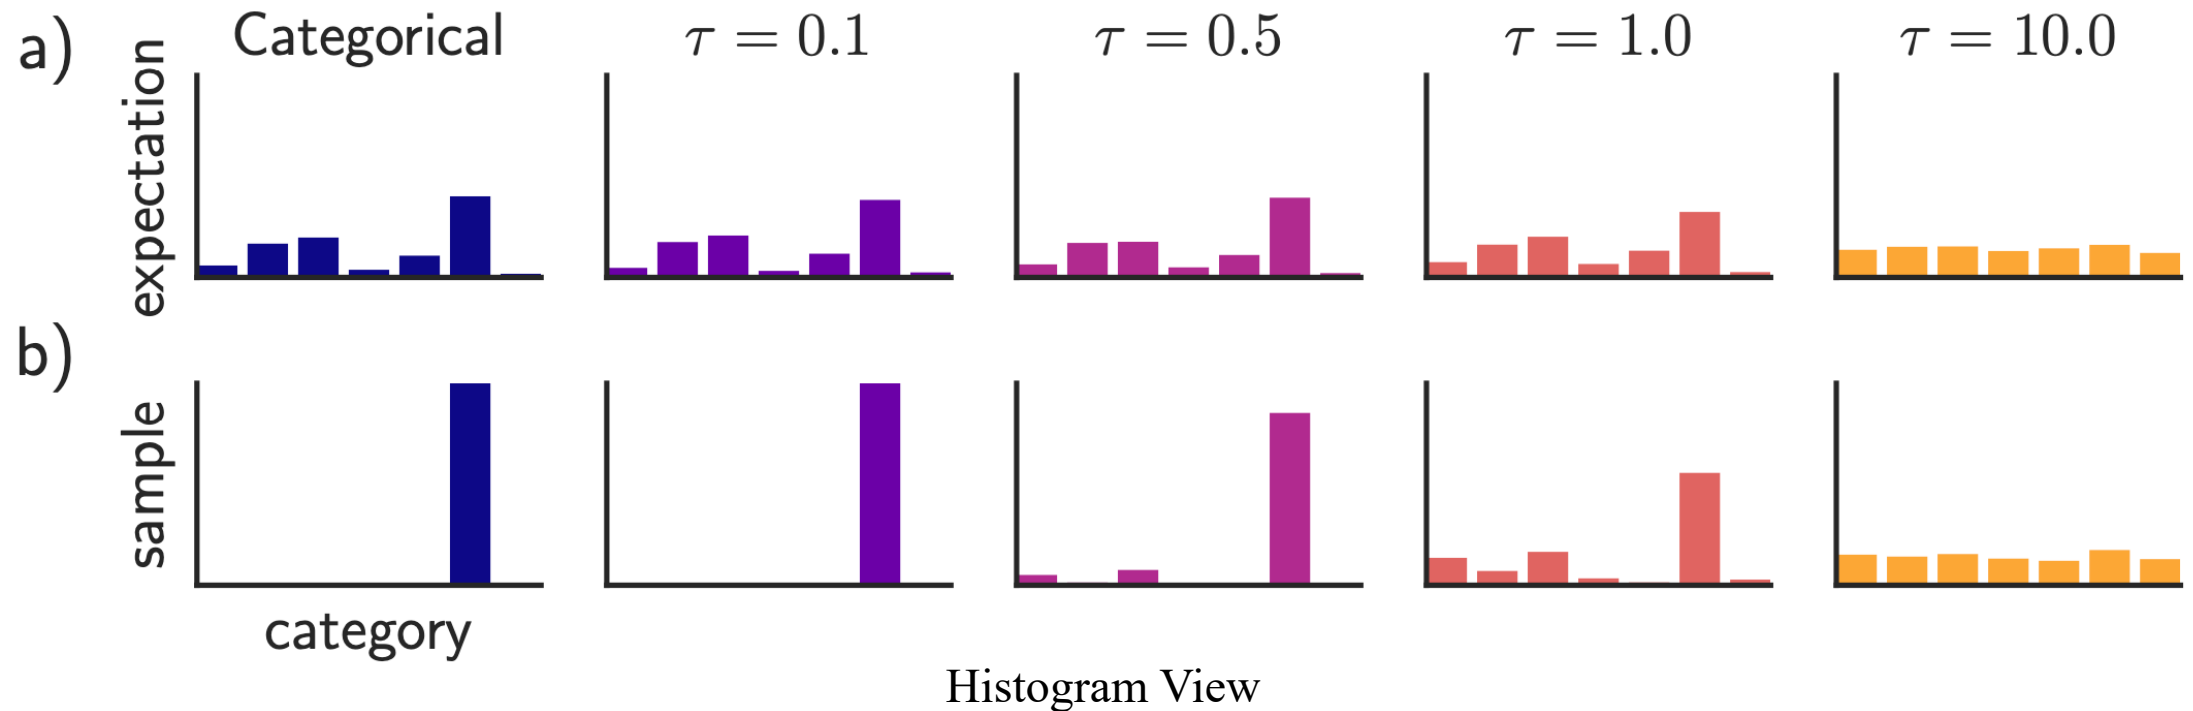 a)
expectation
Categorical
τ = 0.1
τ = 0.5
τ = 1.0
τ = 10.0
b)
sample
category
Histogram View